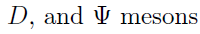 D, and Ψ mesons